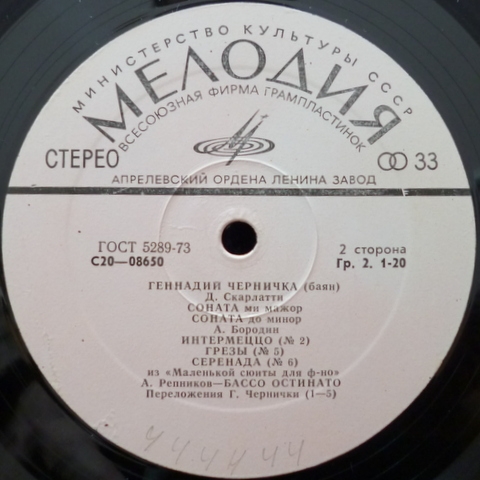 МИНИСТЕРСТВО КУЛЬТУРЫ СССР
МЕЛОДИЯ
ВСЕСОЮЗНАЯ ФИРМА ГРАМПЛАСТИНОК
СТЕРЕО 33
АПРЕЛЕВСКИЙ ОРДЕНА ЛЕНИНА ЗАВОД
ГОСТ 5289-73 2 сторона
С20—08650 Гр. 2. 1-20
ГЕННАДИЙ ЧЕРНИЧКА (баян)
Д. Скарлатти
СОНАТА ми мажор
СОНАТА до минор
А. Бородин
ИНТЕРМЕЦЦО (№ 2)
ГРЕЗЫ (№ 5)
СЕРЕНАДА (№ 6)
из «Маленькой сюиты для ф-но»
А. Репников—БАССО ОСТИНАТО
Переложения Г. Чернички (1—5)